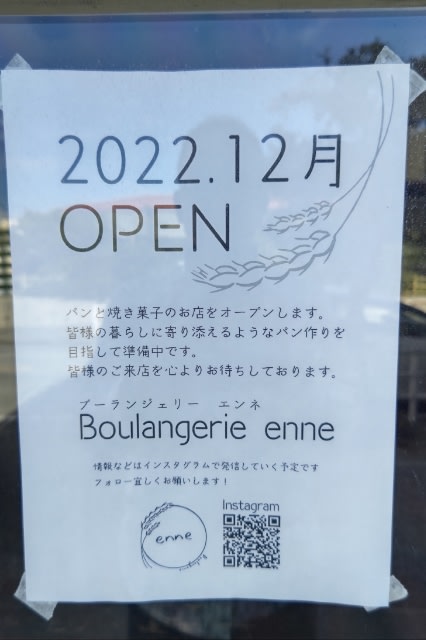 2022.12月
OPEN
パンと焼き菓子のお店をオープンします。
皆様の暮らしに寄り添えるようなパン作りを
目指して準備中です。
皆様のご来店を心よりお待ちしております。
ブーランジェリー エンネ
Boulangerie enne
情報などはインスタグラムで発信していく予定です
フォロー宜しくお願いします！
Instagram
enne